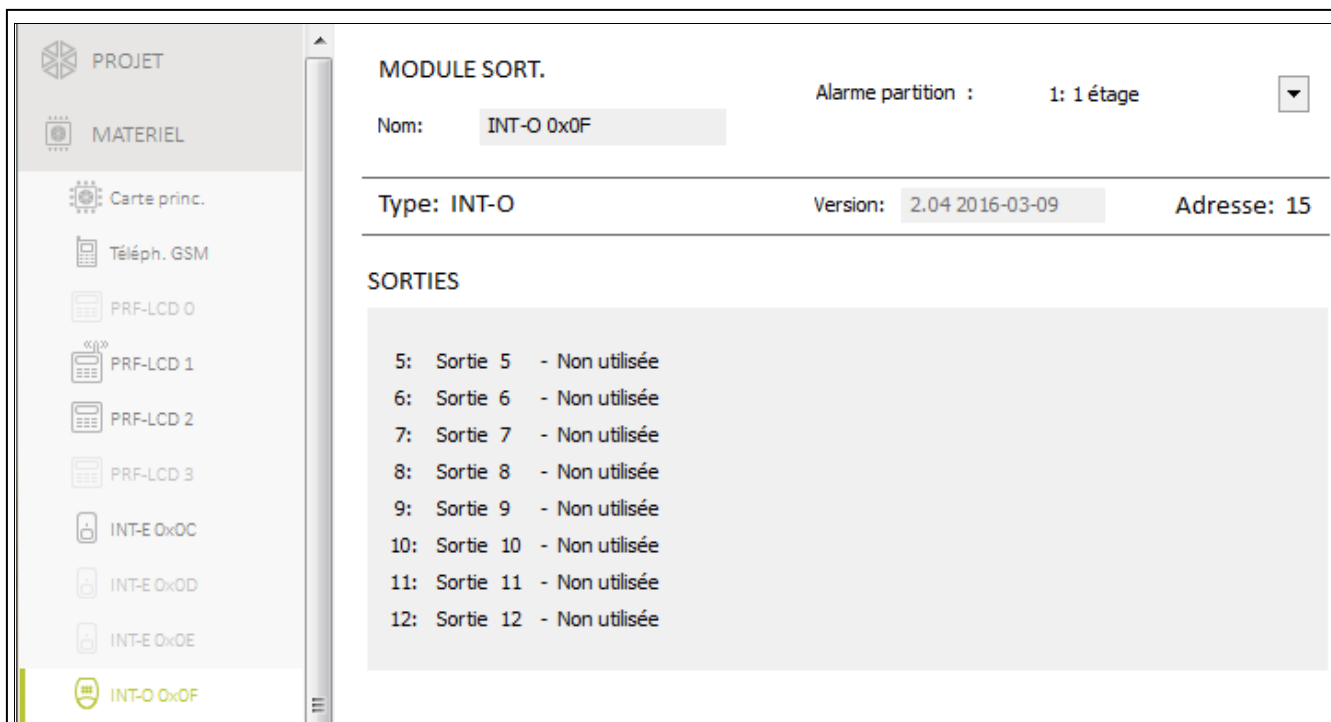 PROJET
MATERIEL
Carte princ.
Téléph. GSM
PRF-LCD 0
PRF-LCD 1
PRF-LCD 2
PRF-LCD 3
INT-E 0x0C
INT-E 0x0D
INT-E 0x0E
INT-O 0x0F
MODULE SORT.
Alarme partition : 1: 1 étage
Nom: INT-O 0x0F
Type: INT-O Version: 2.04 2016-03-09 Adresse: 15
SORTIES
5: Sortie 5 - Non utilisée
6: Sortie 6 - Non utilisée
7: Sortie 7 - Non utilisée
8: Sortie 8 - Non utilisée
9: Sortie 9 - Non utilisée
10: Sortie 10 - Non utilisée
11: Sortie 11 - Non utilisée
12: Sortie 12 - Non utilisée